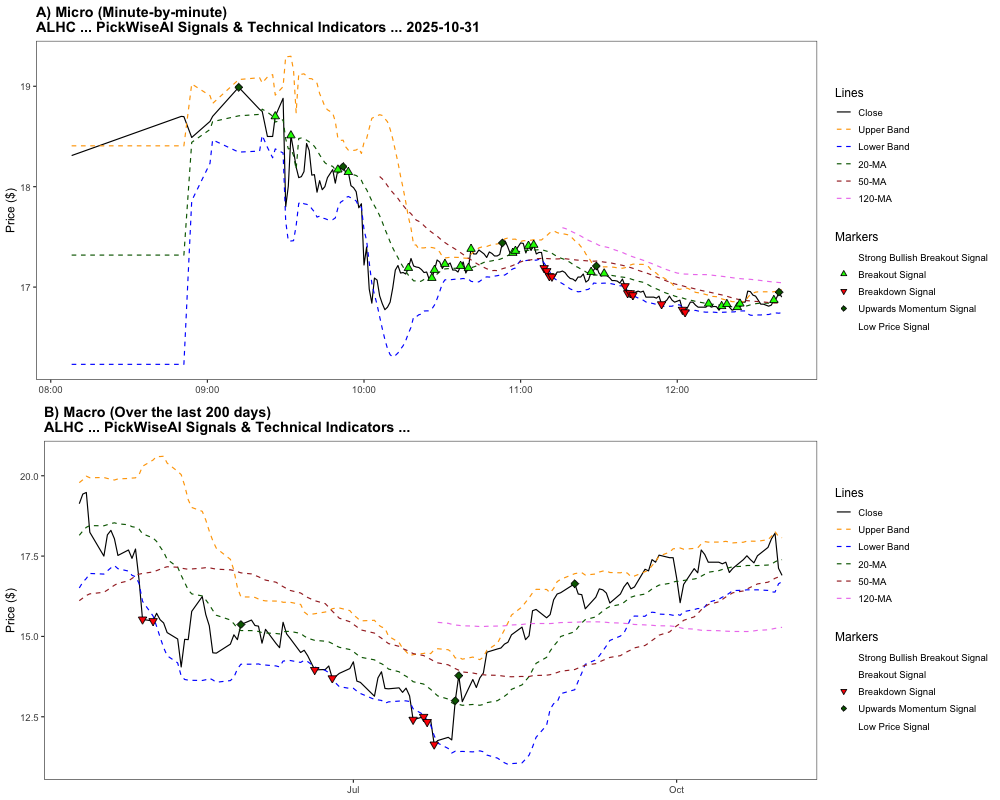 A) Micro (Minute-by-minute)
ALHC ... PickWiseAI Signals & Technical Indicators ... 2025-10-31
Price ($)
19
18
17
08:00
09:00
10:00
11:00
12:00
Lines
Close
Upper Band
Lower Band
20-MA
50-MA
120-MA
Markers
Strong Bullish Breakout Signal
Breakout Signal
Breakdown Signal
Upwards Momentum Signal
Low Price Signal
B) Macro (Over the last 200 days)
ALHC ... PickWiseAI Signals & Technical Indicators ...
Price ($)
20.0
17.5
15.0
12.5
Jul
Oct
Lines
Close
Upper Band
Lower Band
20-MA
50-MA
120-MA
Markers
Strong Bullish Breakout Signal
Breakout Signal
Breakdown Signal
Upwards Momentum Signal
Low Price Signal